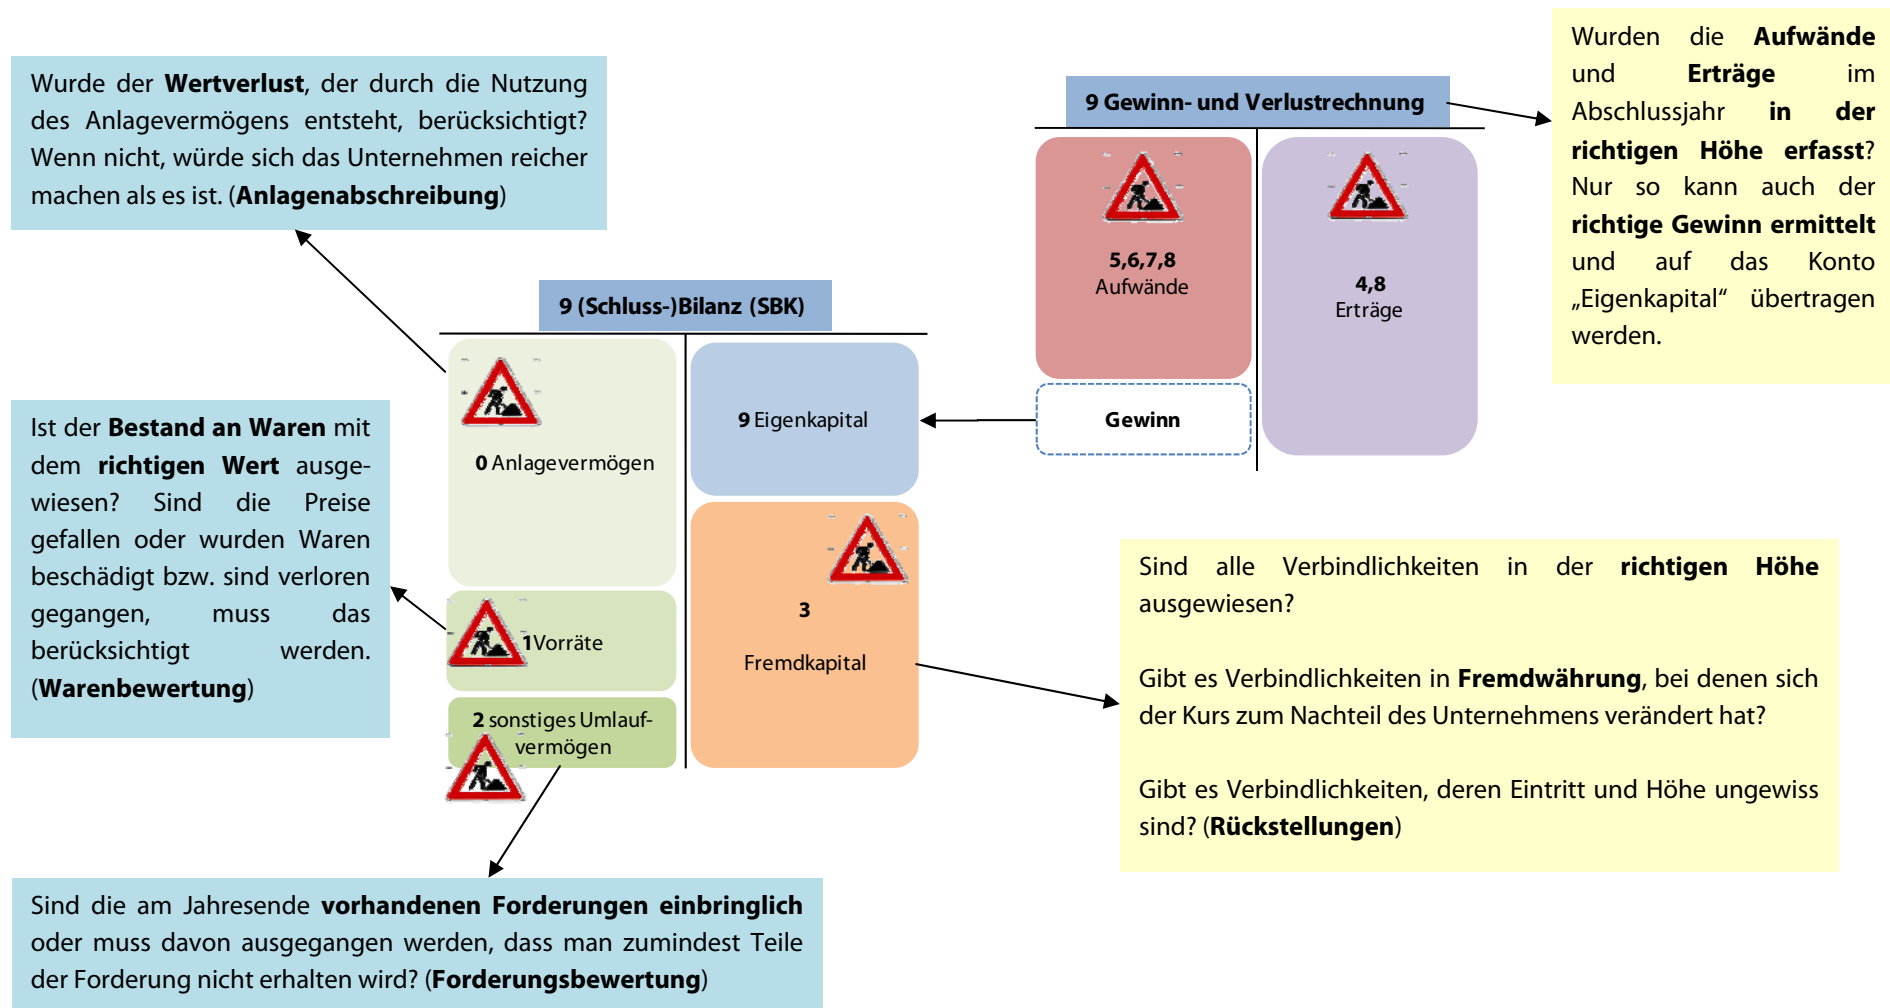 Wurde der Wertverlust, der durch die Nutzung
des Anlagevermögens entsteht, berücksichtigt?
Wenn nicht, würde sich das Unternehmen reicher
machen als es ist. (Anlagenabschreibung)
9 Gewinn- und Verlustrechnung
5,6,7,8
Aufwände
4,8
Erträge
Gewinn
Wurden die Aufwände
und Erträge im
Abschlussjahr in der
richtigen Höhe erfasst?
Nur so kann auch der
richtige Gewinn ermittelt
und auf das Konto
„Eigenkapital“ übertragen
werden.
9 (Schluss-)Bilanz (SBK)
0 Anlagevermögen
9 Eigenkapital
1Vorräte
3
Fremdkapital
2 sonstiges Umlauf-
vermögen
Ist der Bestand an Waren mit
dem richtigen Wert ausge-
wiesen? Sind die Preise
gefallen oder wurden Waren
beschädigt bzw. sind verloren
gegangen, muss das
berücksichtigt werden.
(Warenbewertung)
Sind alle Verbindlichkeiten in der richtigen Höhe
ausgewiesen?
Gibt es Verbindlichkeiten in Fremdwährung, bei denen sich
der Kurs zum Nachteil des Unternehmens verändert hat?
Gibt es Verbindlichkeiten, deren Eintritt und Höhe ungewiss
sind? (Rückstellungen)
Sind die am Jahresende vorhandenen Forderungen einbringlich
oder muss davon ausgegangen werden, dass man zumindest Teile
der Forderung nicht erhalten wird? (Forderungsbewertung)